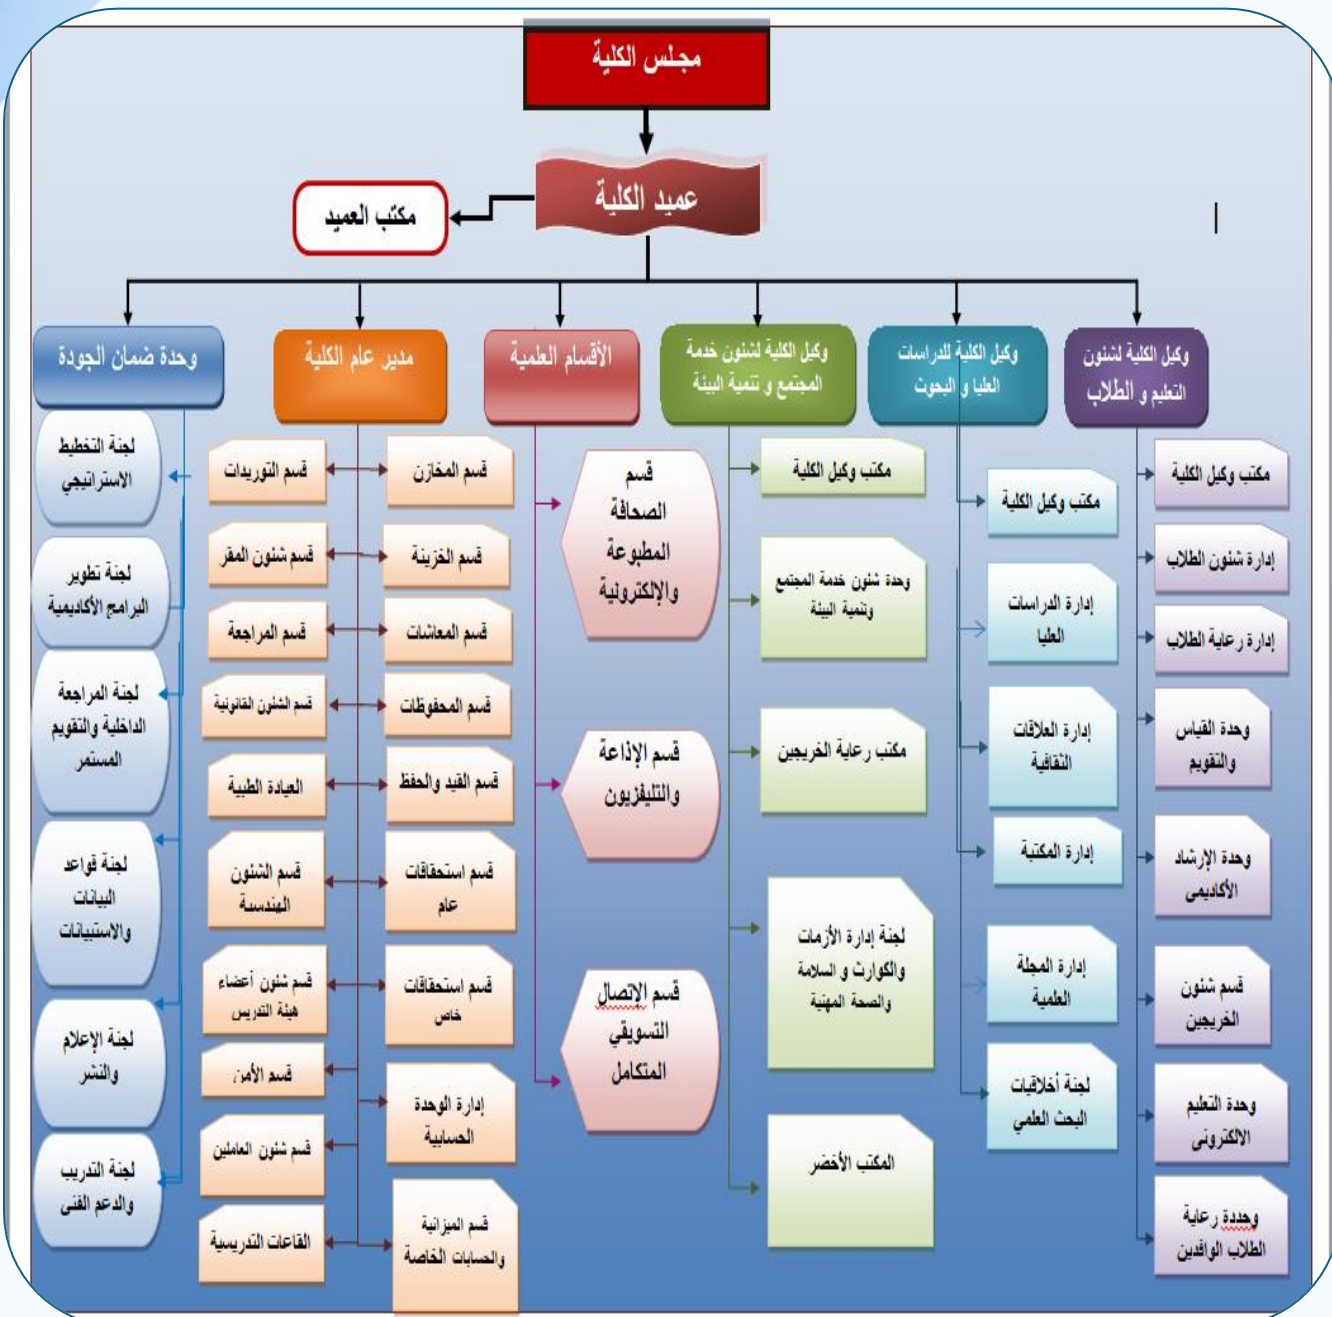 مجلس الكلية
عميد الكلية
مكتب العميد
وكيل الكلية لشئون
التعليم و الطلاب
وكيل الكلية للدراسات
العليا و البحوث
وكيل الكلية لشئون خدمة
المجتمع و تنمية البيئة
الأقسام العلمية
مدير عام الكلية
وحدة ضمان الجودة
مكتب وكيل الكلية
إدارة شئون الطلاب
إدارة رعاية الطلاب
وحدة القياس
والتقويم
وحدة الإرشاد
الأكاديمى
قسم شئون
الخريجين
وحدة التعليم
الالكترونى
وحددة رعاية
الطلاب الوافدين
مكتب وكيل الكلية
إدارة الدراسات
العليا
إدارة العلاقات
الثقافية
إدارة المكتبة
إدارة المجلة
العلمية
لجنة أخلاقيات
البحث العلمي
مكتب وكيل الكلية
وحدة شئون خدمة المجتمع
وتنمية البيئة
مكتب رعاية الخريجين
لجنة إدارة الأزمات
والكوارث و السلامة
والصحة المهنية
المكتب الأخضر
قسم
الصحافة
المطبوعة
والإلكترونية
قسم الإذاعة
والتليفزيون
قسم الإتصال
التسويقي
المتكامل
قسم المخازن
قسم الخزينة
قسم المعاشات
قسم المحفوظات
قسم القيد والحفظ
قسم استحقاقات
عام
قسم استحقاقات
خاص
إدارة الوحدة
الحسابية
قسم الميزانية
والحسابات الخاصة
قسم التوريدات
قسم شئون المقر
قسم المراجعة
قسم الشئون القانونية
العيادة الطبية
قسم الشئون
الهندسية
قسم شئون أعضاء
هيئة التدريس
قسم الأمن
قسم شئون العاملين
القاعات التدريسية
لجنة التخطيط
الاستراتيجي
لجنة تطوير
البرامج الأكاديمية
لجنة المراجعة
الداخلية والتقويم
المستمر
لجنة قواعد
البيانات
والاستبيانات
لجنة الإعلام
والنشر
لجنة التدريب
والدعم الفنى